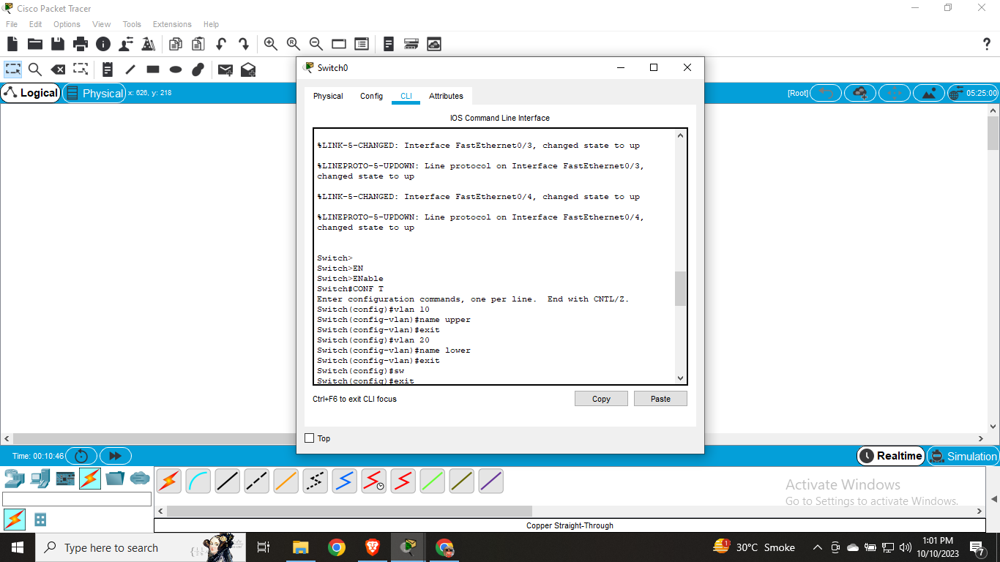 Cisco Packet Tracer
File Edit Options View Tools Extensions Help
Switch0
Logical
Physical
x: 626, y: 218
[Root]
05:25:00
Physical Config CLI Attributes
IOS Command Line Interface
%LINK-5-CHANGED: Interface FastEthernet0/3, changed state to up
%LINEPROTO-5-UPDOWN: Line protocol on Interface FastEthernet0/3,
changed state to up
%LINK-5-CHANGED: Interface FastEthernet0/4, changed state to up
%LINEPROTO-5-UPDOWN: Line protocol on Interface FastEthernet0/4,
changed state to up
Switch>
Switch>EN
Switch>ENable
Switch#CONF T
Enter configuration commands, one per line.  End with CNTL/Z.
Switch(config)#vlan 10
Switch(config-vlan)#name upper
Switch(config-vlan)#exit
Switch(config)#vlan 20
Switch(config-vlan)#name lower
Switch(config-vlan)#exit
Switch(config)#sw
Switch(config)#exit
Ctrl+F6 to exit CLI focus
Copy
Paste
Top
Time: 00:10:46
Realtime
Simulation
Activate Windows
Go to Settings to activate Windows.
Copper Straight-Through
Type here to search
1
30°C Smoke
1:01 PM
10/10/2023
7